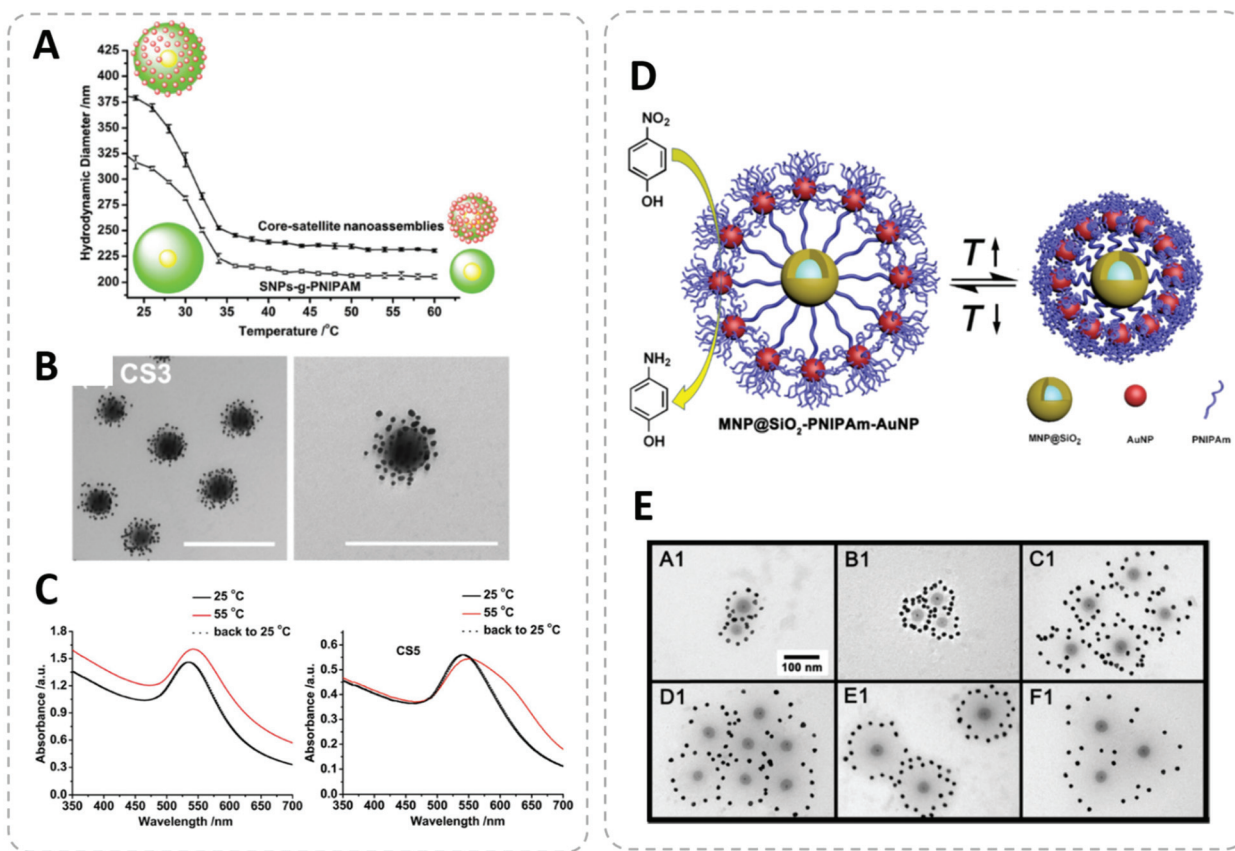 A
Hydrodynamic Diameter /nm
425
400
375
350
325
300
275
250
225
200
Core-satellite nanoassemblies
SNPs-g-PNIPAM
25 30 35 40 45 50 55 60
Temperature /°C
B
CS3
C
25 °C
55 °C
back to 25 °C
Absorbance /a.u.
1.8
1.5
1.2
0.9
0.6
0.3
0.0
350 400 450 500 550 600 650 700
Wavelength /nm
25 °C
55 °C
back to 25 °C
CS5
Absorbance /a.u.
0.7
0.6
0.5
0.4
0.3
0.2
0.1
0.0
350 400 450 500 550 600 650 700
Wavelength /nm
D
NO2
OH
NH2
OH
T ↑
T ↓
MNP@SiO2-PNIPAm-AuNP
MNP@SiO2 AuNP PNIPAm
E
A1 B1 C1
100 nm
D1 E1 F1